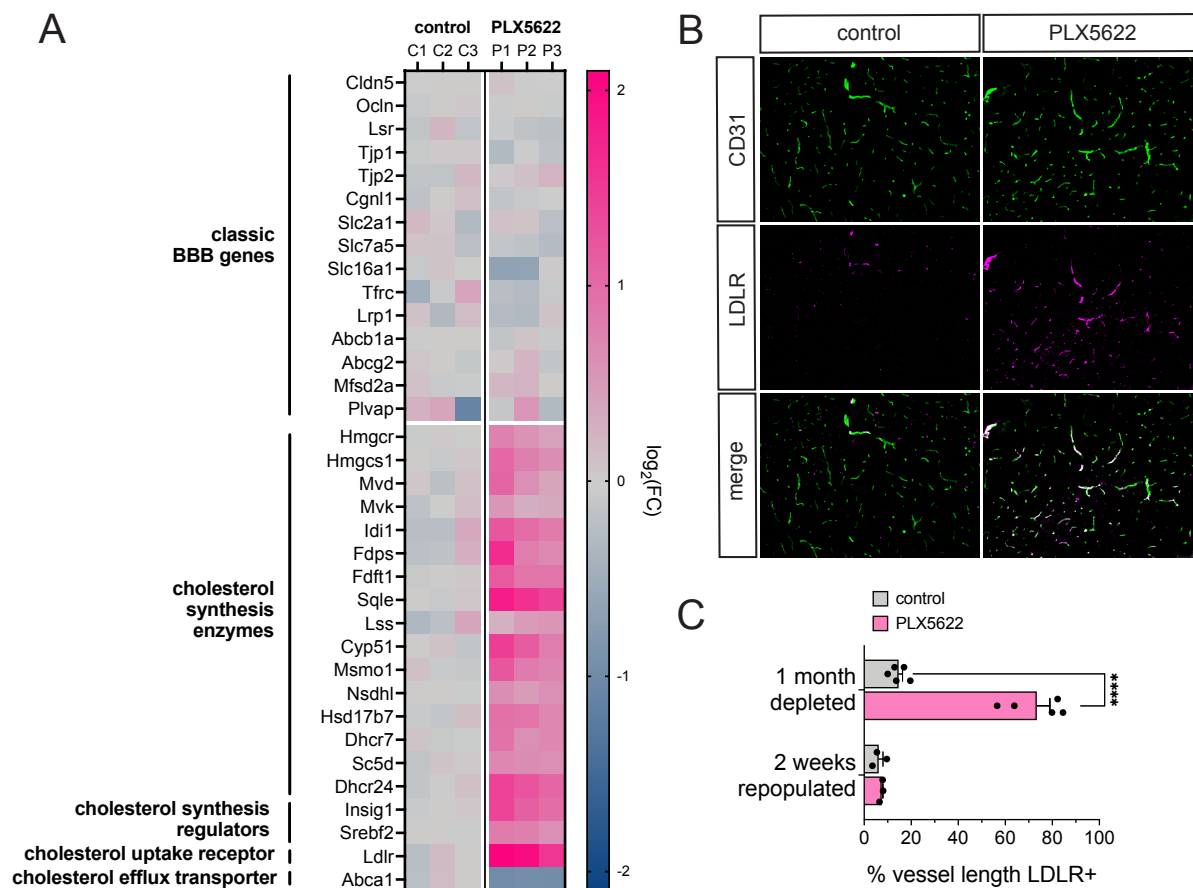 A
control
PLX5622
C1 C2 C3
P1 P2 P3
classic
BBB genes
Cldn5
Ocln
Lsr
Tjp1
Tjp2
Cgnl1
Slc2a1
Slc7a5
Slc16a1
Tfrc
Lrp1
Abcb1a
Abcg2
Mfsd2a
Plvap
cholesterol
synthesis
enzymes
Hmgcr
Hmgcs1
Mvd
Mvk
Idi1
Fdps
Fdft1
Sqle
Lss
Cyp51
Msmo1
Nsdhl
Hsd17b7
Dhcr7
Sc5d
Dhcr24
cholesterol synthesis
regulators
Insig1
Srebf2
cholesterol uptake receptor
Ldlr
cholesterol efflux transporter
Abca1
2
1
0
-1
-2
log2(FC)
B
control
PLX5622
CD31
LDLR
merge
C
control
PLX5622
1 month
depleted
2 weeks
repopulated
****
0 20 40 60 80 100
% vessel length LDLR+